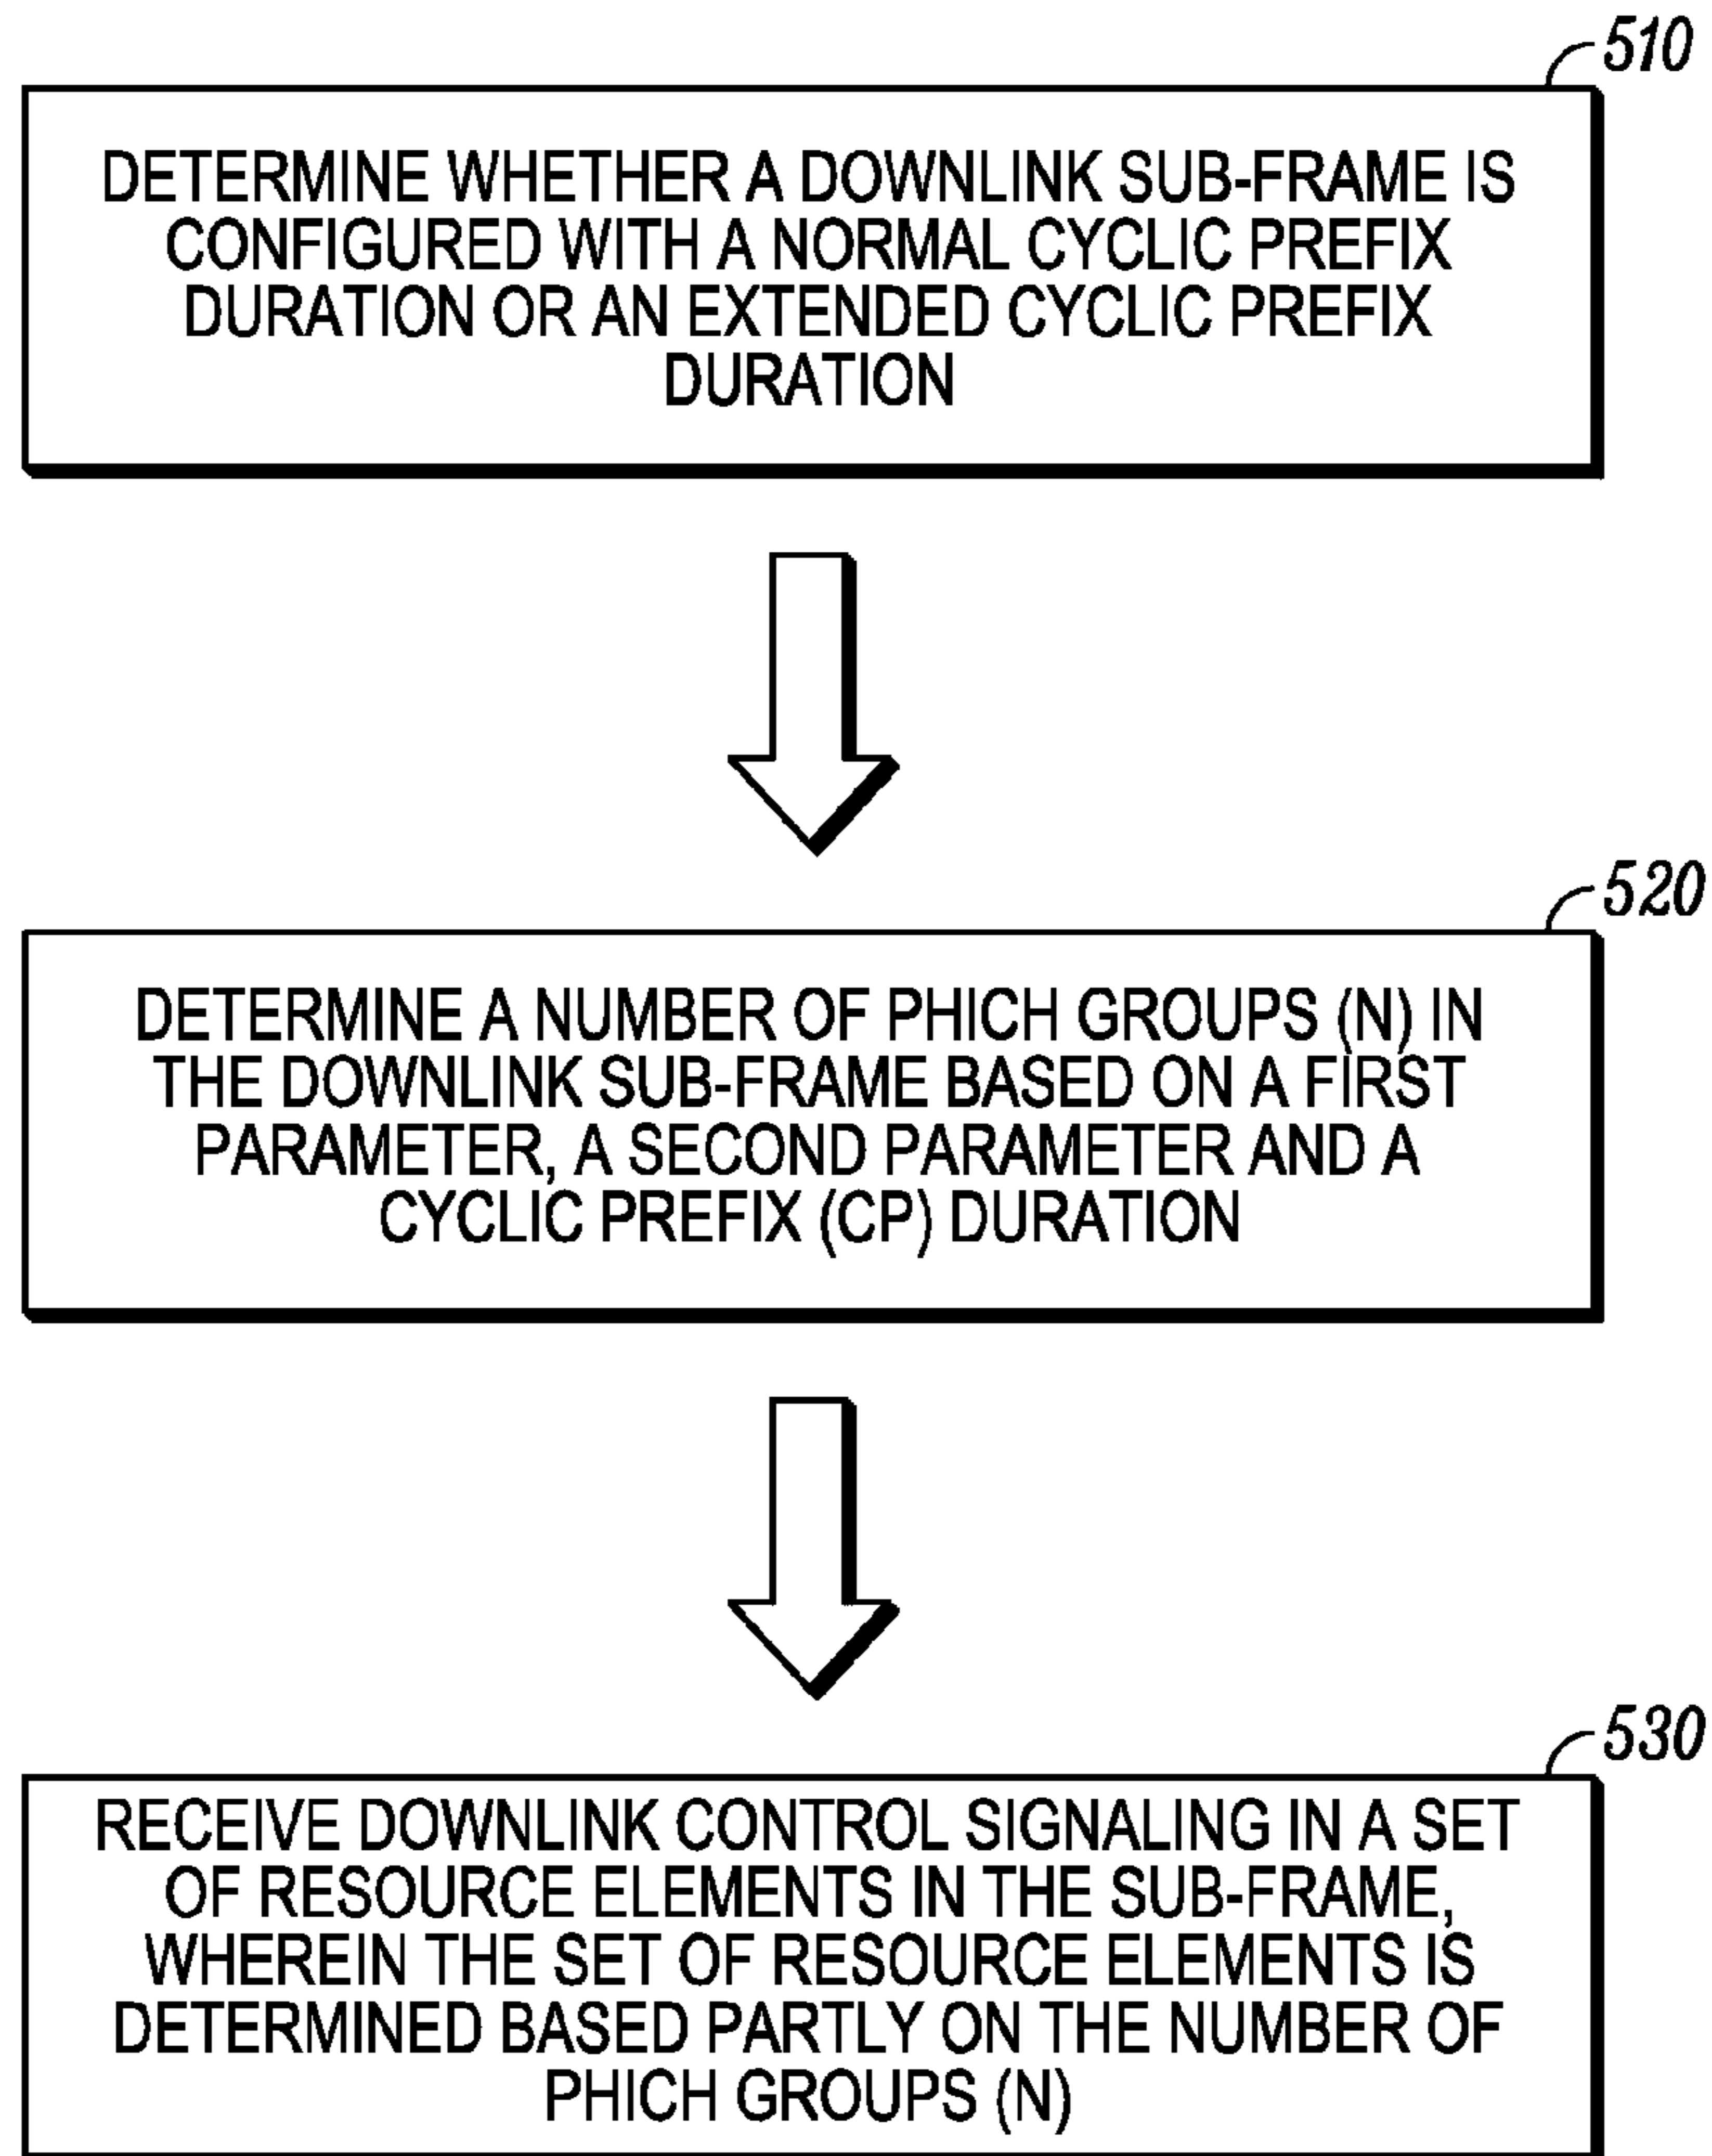 510
DETERMINE WHETHER A DOWNLINK SUB-FRAME IS
CONFIGURED WITH A NORMAL CYCLIC PREFIX
DURATION OR AN EXTENDED CYCLIC PREFIX
DURATION
520
DETERMINE A NUMBER OF PHICH GROUPS (N) IN
THE DOWNLINK SUB-FRAME BASED ON A FIRST
PARAMETER, A SECOND PARAMETER AND A
CYCLIC PREFIX (CP) DURATION
530
RECEIVE DOWNLINK CONTROL SIGNALING IN A SET
OF RESOURCE ELEMENTS IN THE SUB-FRAME,
WHEREIN THE SET OF RESOURCE ELEMENTS IS
DETERMINED BASED PARTLY ON THE NUMBER OF
PHICH GROUPS (N)